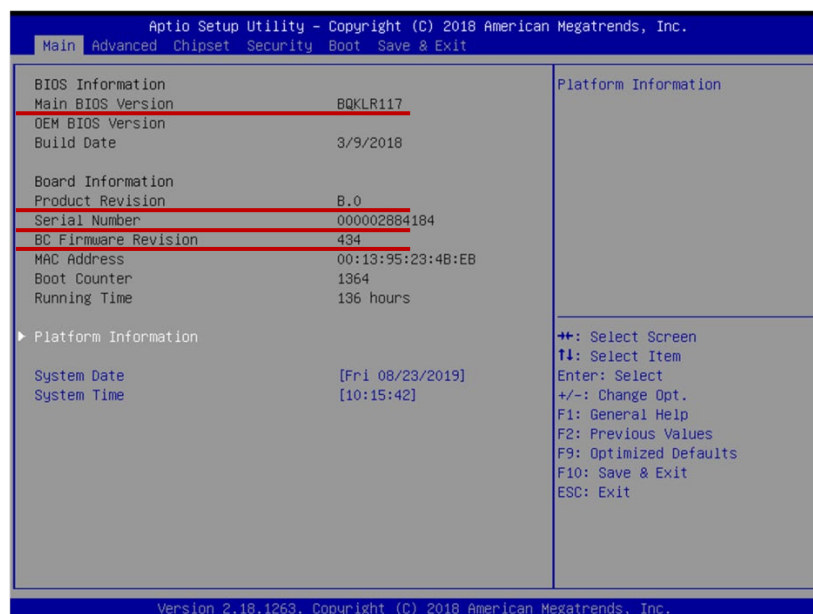 Aptio Setup Utility – Copyright (C) 2018 American Megatrends, Inc.
Main Advanced Chipset Security Boot Save & Exit
BIOS Information
Main BIOS Version BQKLR117
OEM BIOS Version
Build Date 3/9/2018
Board Information
Product Revision B.0
Serial Number 000002884184
BC Firmware Revision 434
MAC Address 00:13:95:23:4B:EB
Boot Counter 1364
Running Time 136 hours
Platform Information
System Date [Fri 08/23/2019]
System Time [10:15:42]
Platform Information
→←: Select Screen
↑↓: Select Item
Enter: Select
+/-: Change Opt.
F1: General Help
F2: Previous Values
F9: Optimized Defaults
F10: Save & Exit
ESC: Exit
Version 2.18.1263. Copyright (C) 2018 American Megatrends, Inc.